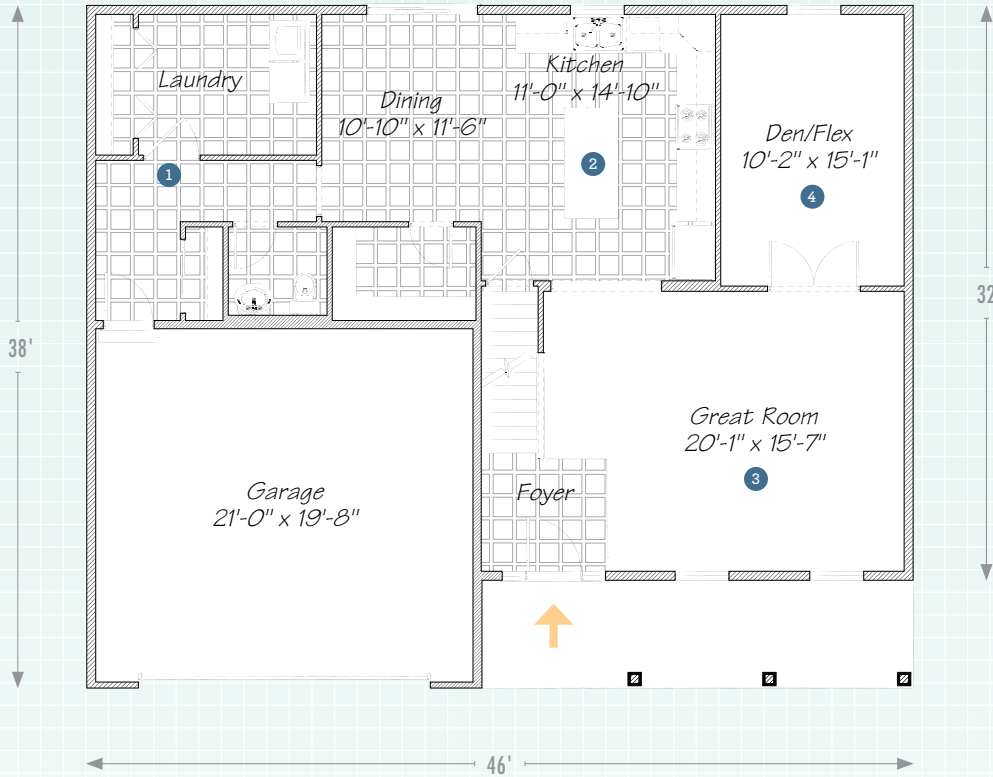 Laundry
Dining
10'-10" x 11'-6"
Kitchen
11'-0" x 14'-10"
Den/Flex
10'-2" x 15'-1"
1
2
4
32
38'
Great Room
20'-1" x 15'-7"
3
Foyer
Garage
21'-0" x 19'-8"
46'